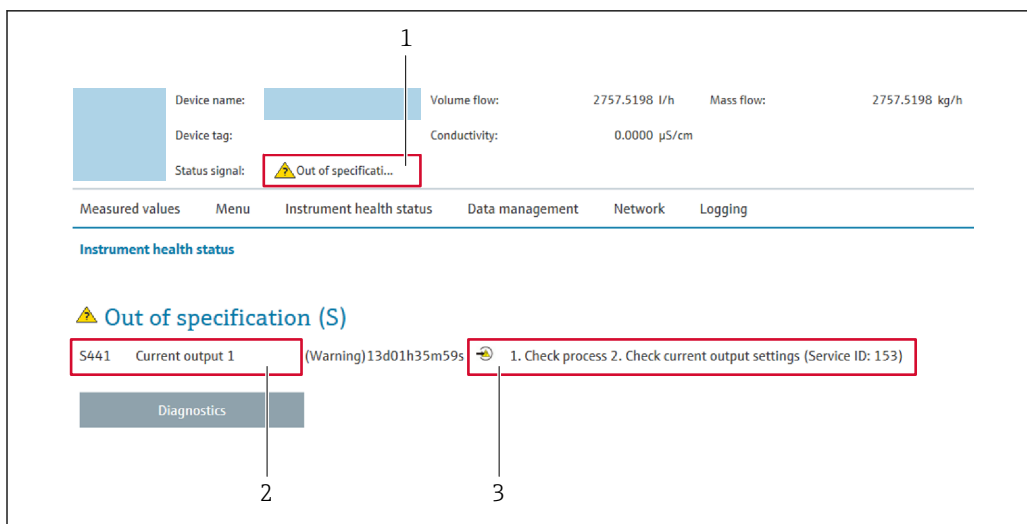 1
Device name: Volume flow: 2757.5198 l/h Mass flow: 2757.5198 kg/h
Device tag: Conductivity: 0.0000 µS/cm
Status signal: Out of specificati...
Measured values Menu Instrument health status Data management Network Logging
Instrument health status
Out of specification (S)
S441 Current output 1 (Warning)13d01h35m59s 1. Check process 2. Check current output settings (Service ID: 153)
Diagnostics
2 3